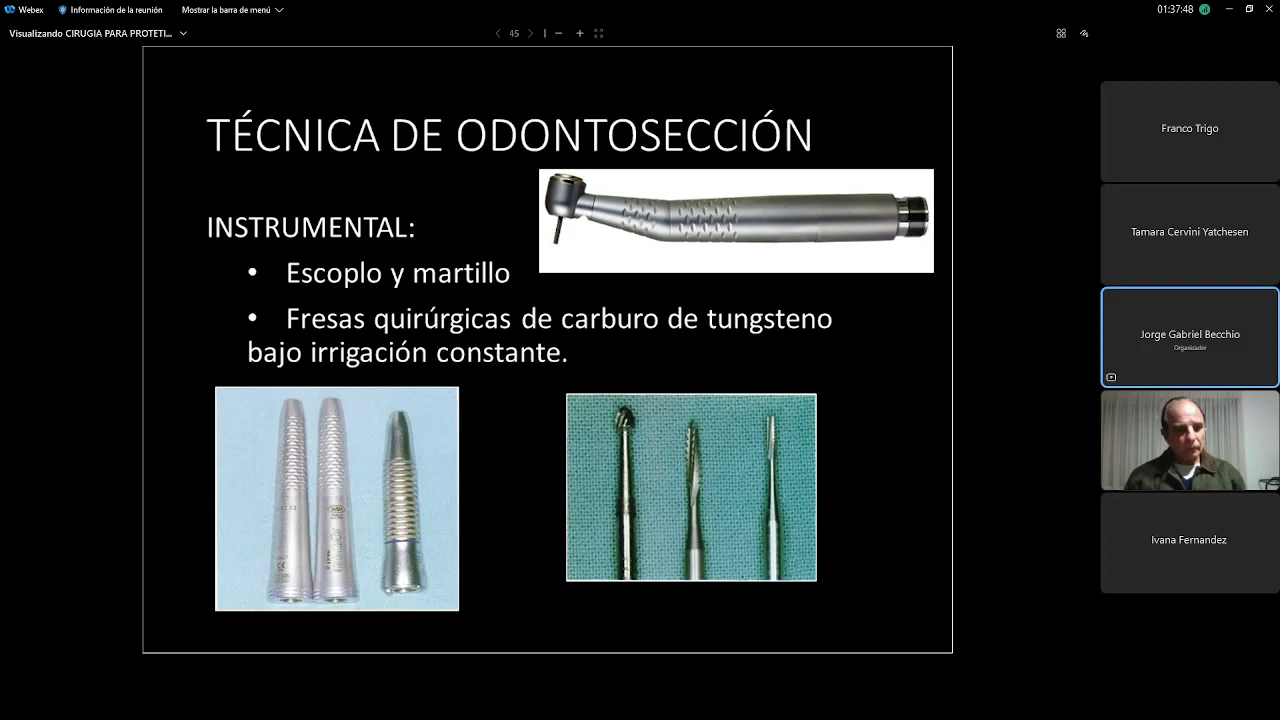 Webex
Información de la reunión
Mostrar la barra de menú
01:37:48
Visualizando CIRUGIA PARA PROTETI...
45
TÉCNICA DE ODONTOSECCIÓN
INSTRUMENTAL:
• Escoplo y martillo
• Fresas quirúrgicas de carburo de tungsteno
bajo irrigación constante.
Franco Trigo
Tamara Cervini Yatchesen
Jorge Gabriel Becchio
Organizador
Ivana Fernandez